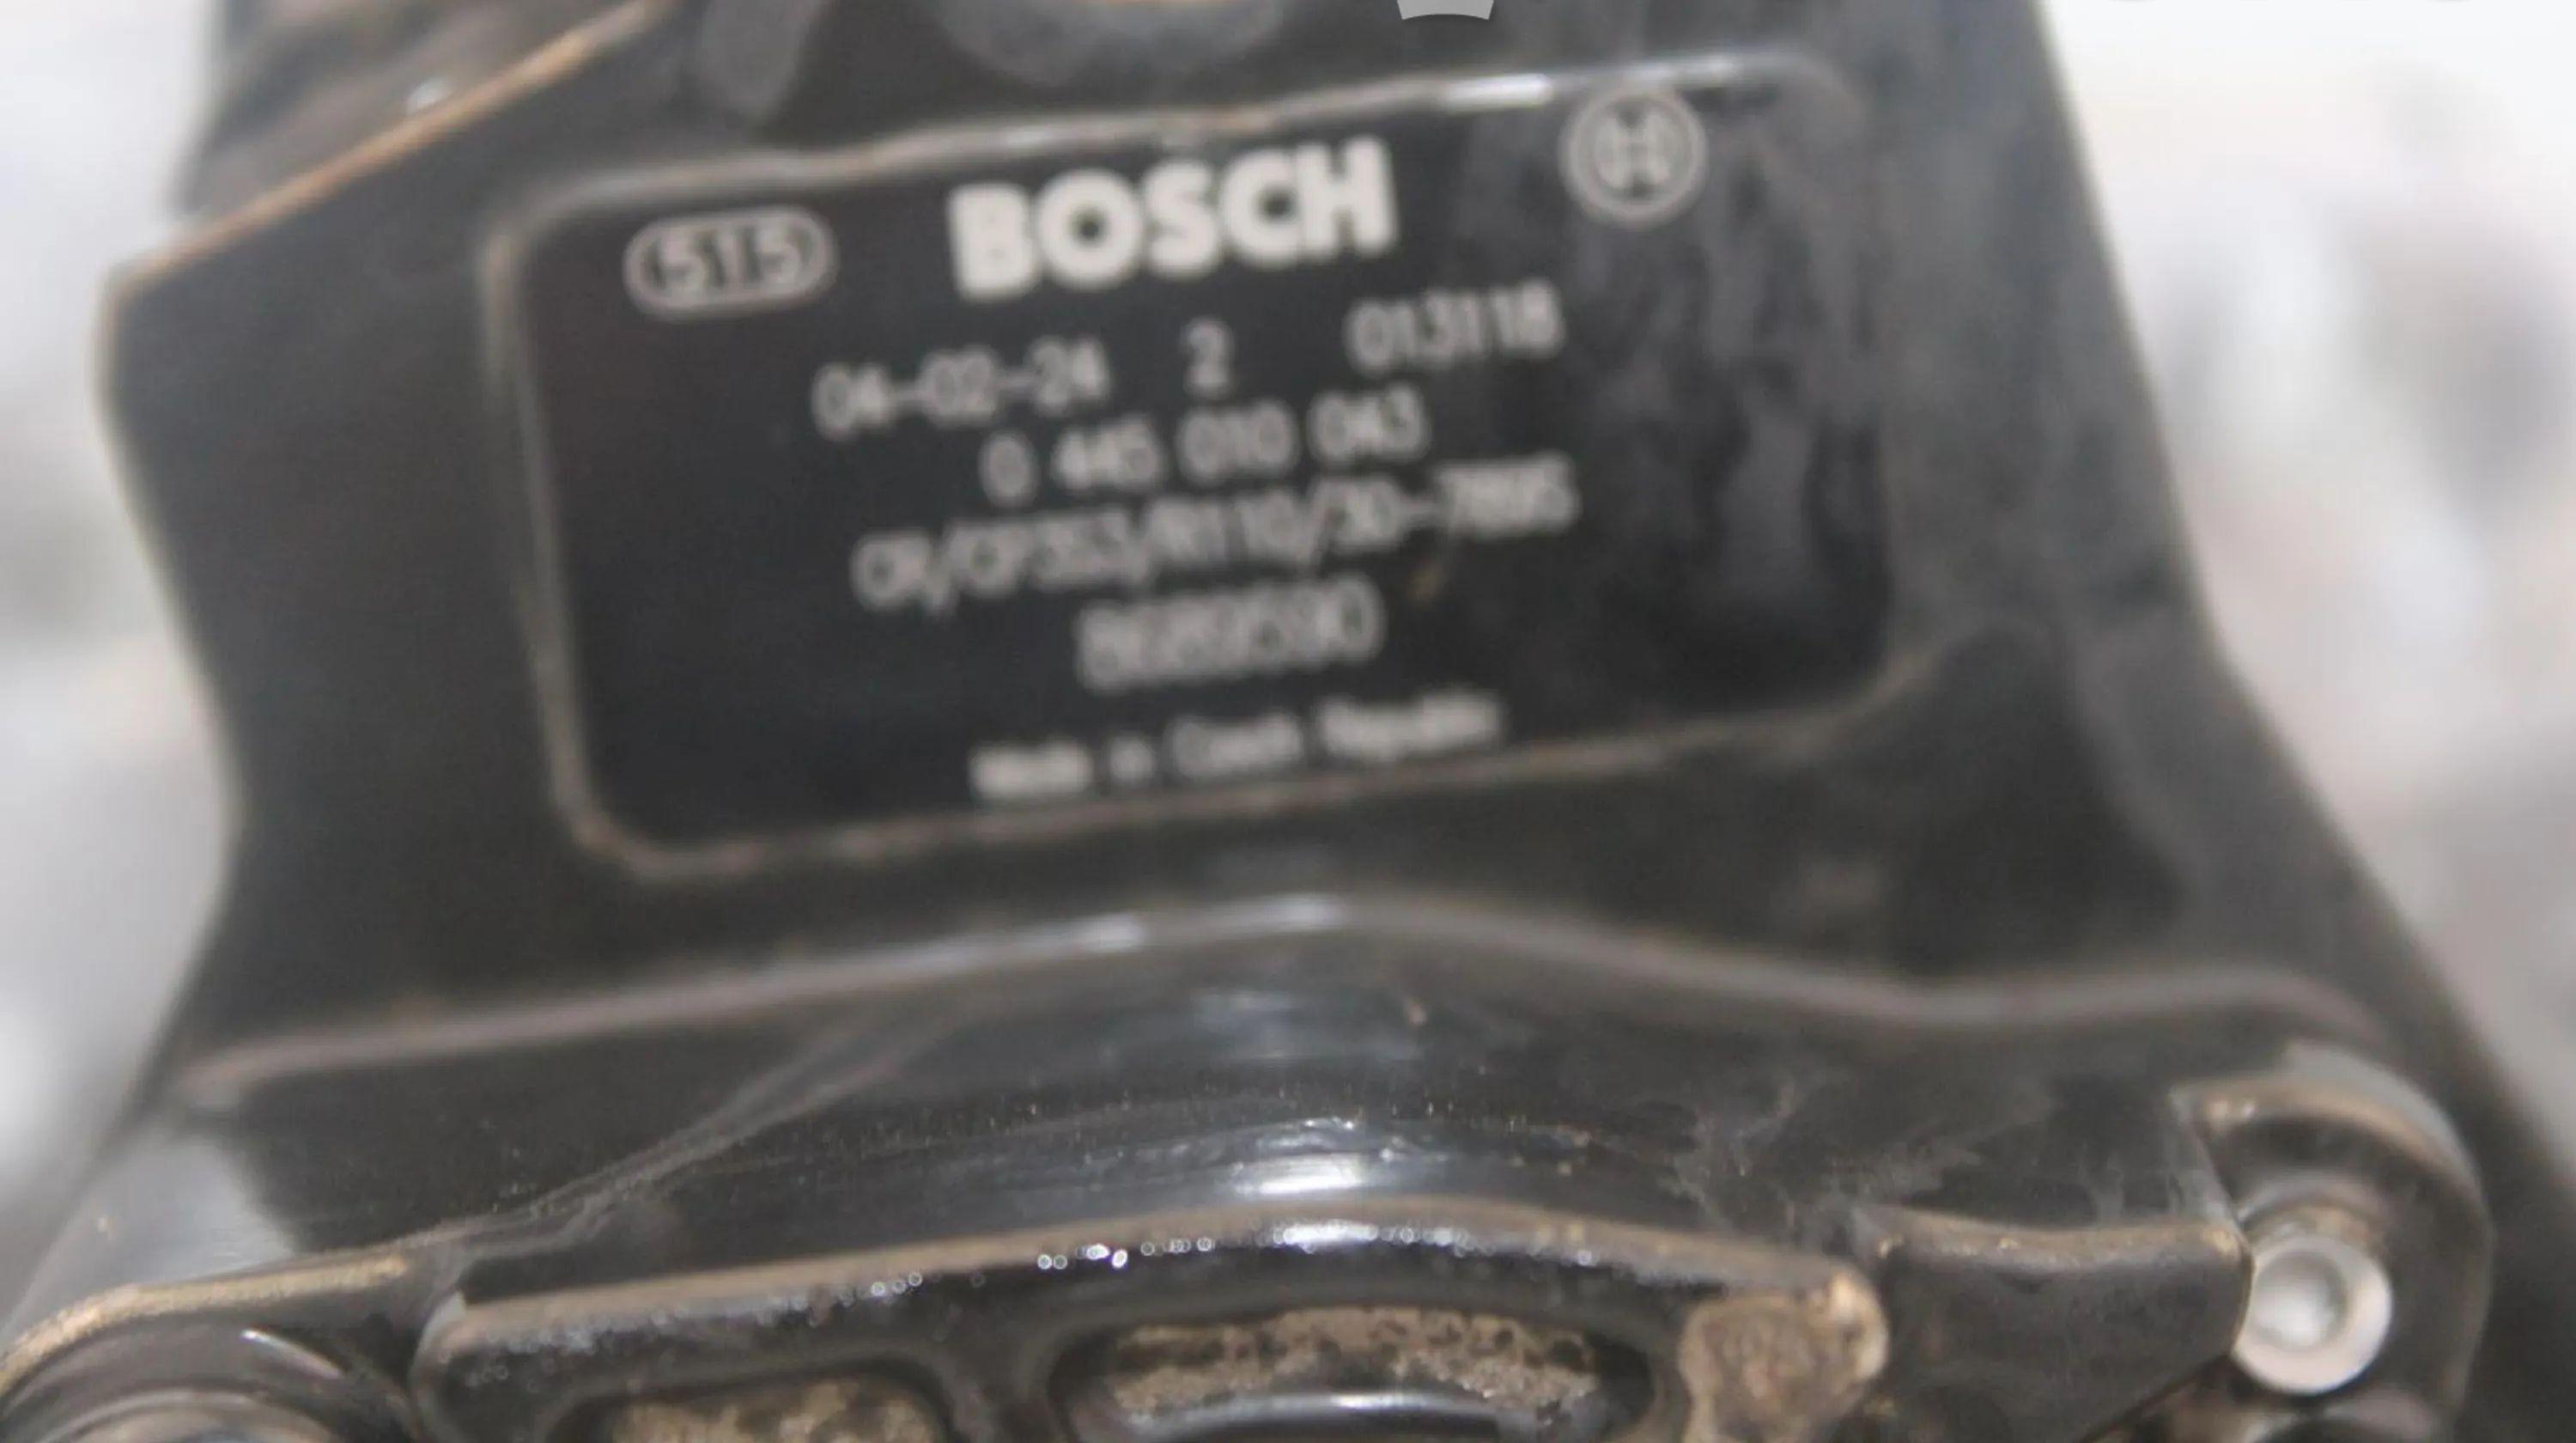 515 BOSCH
04-02-24 2 013118
0 445 010 043
CR/CP3S3/R110/30-789S
Made in Czech Republic